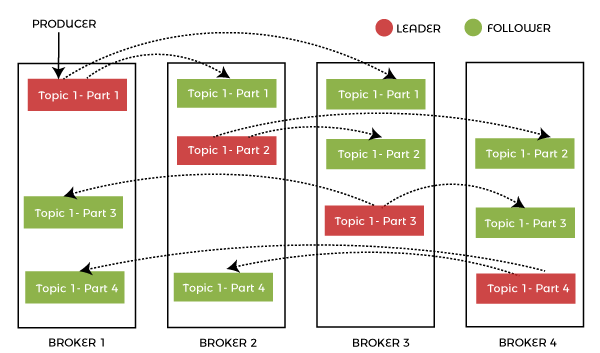 PRODUCER
LEADER
FOLLOWER
Topic 1- Part 1
Topic 1- Part 1
Topic 1- Part 1
Topic 1- Part 2
Topic 1- Part 2
Topic 1- Part 2
Topic 1- Part 3
Topic 1- Part 3
Topic 1- Part 3
Topic 1- Part 4
Topic 1- Part 4
Topic 1- Part 4
BROKER 1
BROKER 2
BROKER 3
BROKER 4